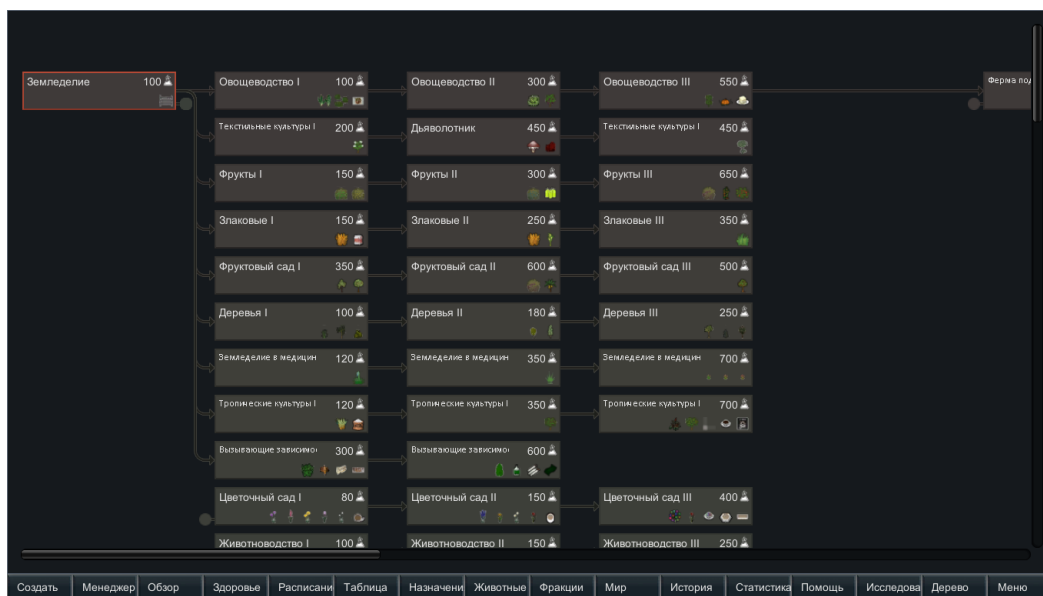 Земледелие 100
Овощеводство I 100
Овощеводство II 300
Овощеводство III 550
Ферма под
Текстильные культуры I 200
Дьяволотник 450
Текстильные культуры I 450
Фрукты I 150
Фрукты II 300
Фрукты III 650
Злаковые I 150
Злаковые II 250
Злаковые III 350
Фруктовый сад I 350
Фруктовый сад II 600
Фруктовый сад III 500
Деревья I 100
Деревья II 180
Деревья III 250
Земледелие в медицин 120
Земледелие в медицин 350
Земледелие в медицин 700
Тропические культуры I 120
Тропические культуры I 350
Тропические культуры I 700
Вызывающие зависимо 300
Вызывающие зависимо 600
Цветочный сад I 80
Цветочный сад II 150
Цветочный сад III 400
Животноводство I 100
Животноводство II 150
Животноводство III 250
Создать Менеджер Обзор Здоровье Расписани Таблица Назначени Животные Фракции Мир История Статистика Помощь Исследова Дерево Меню